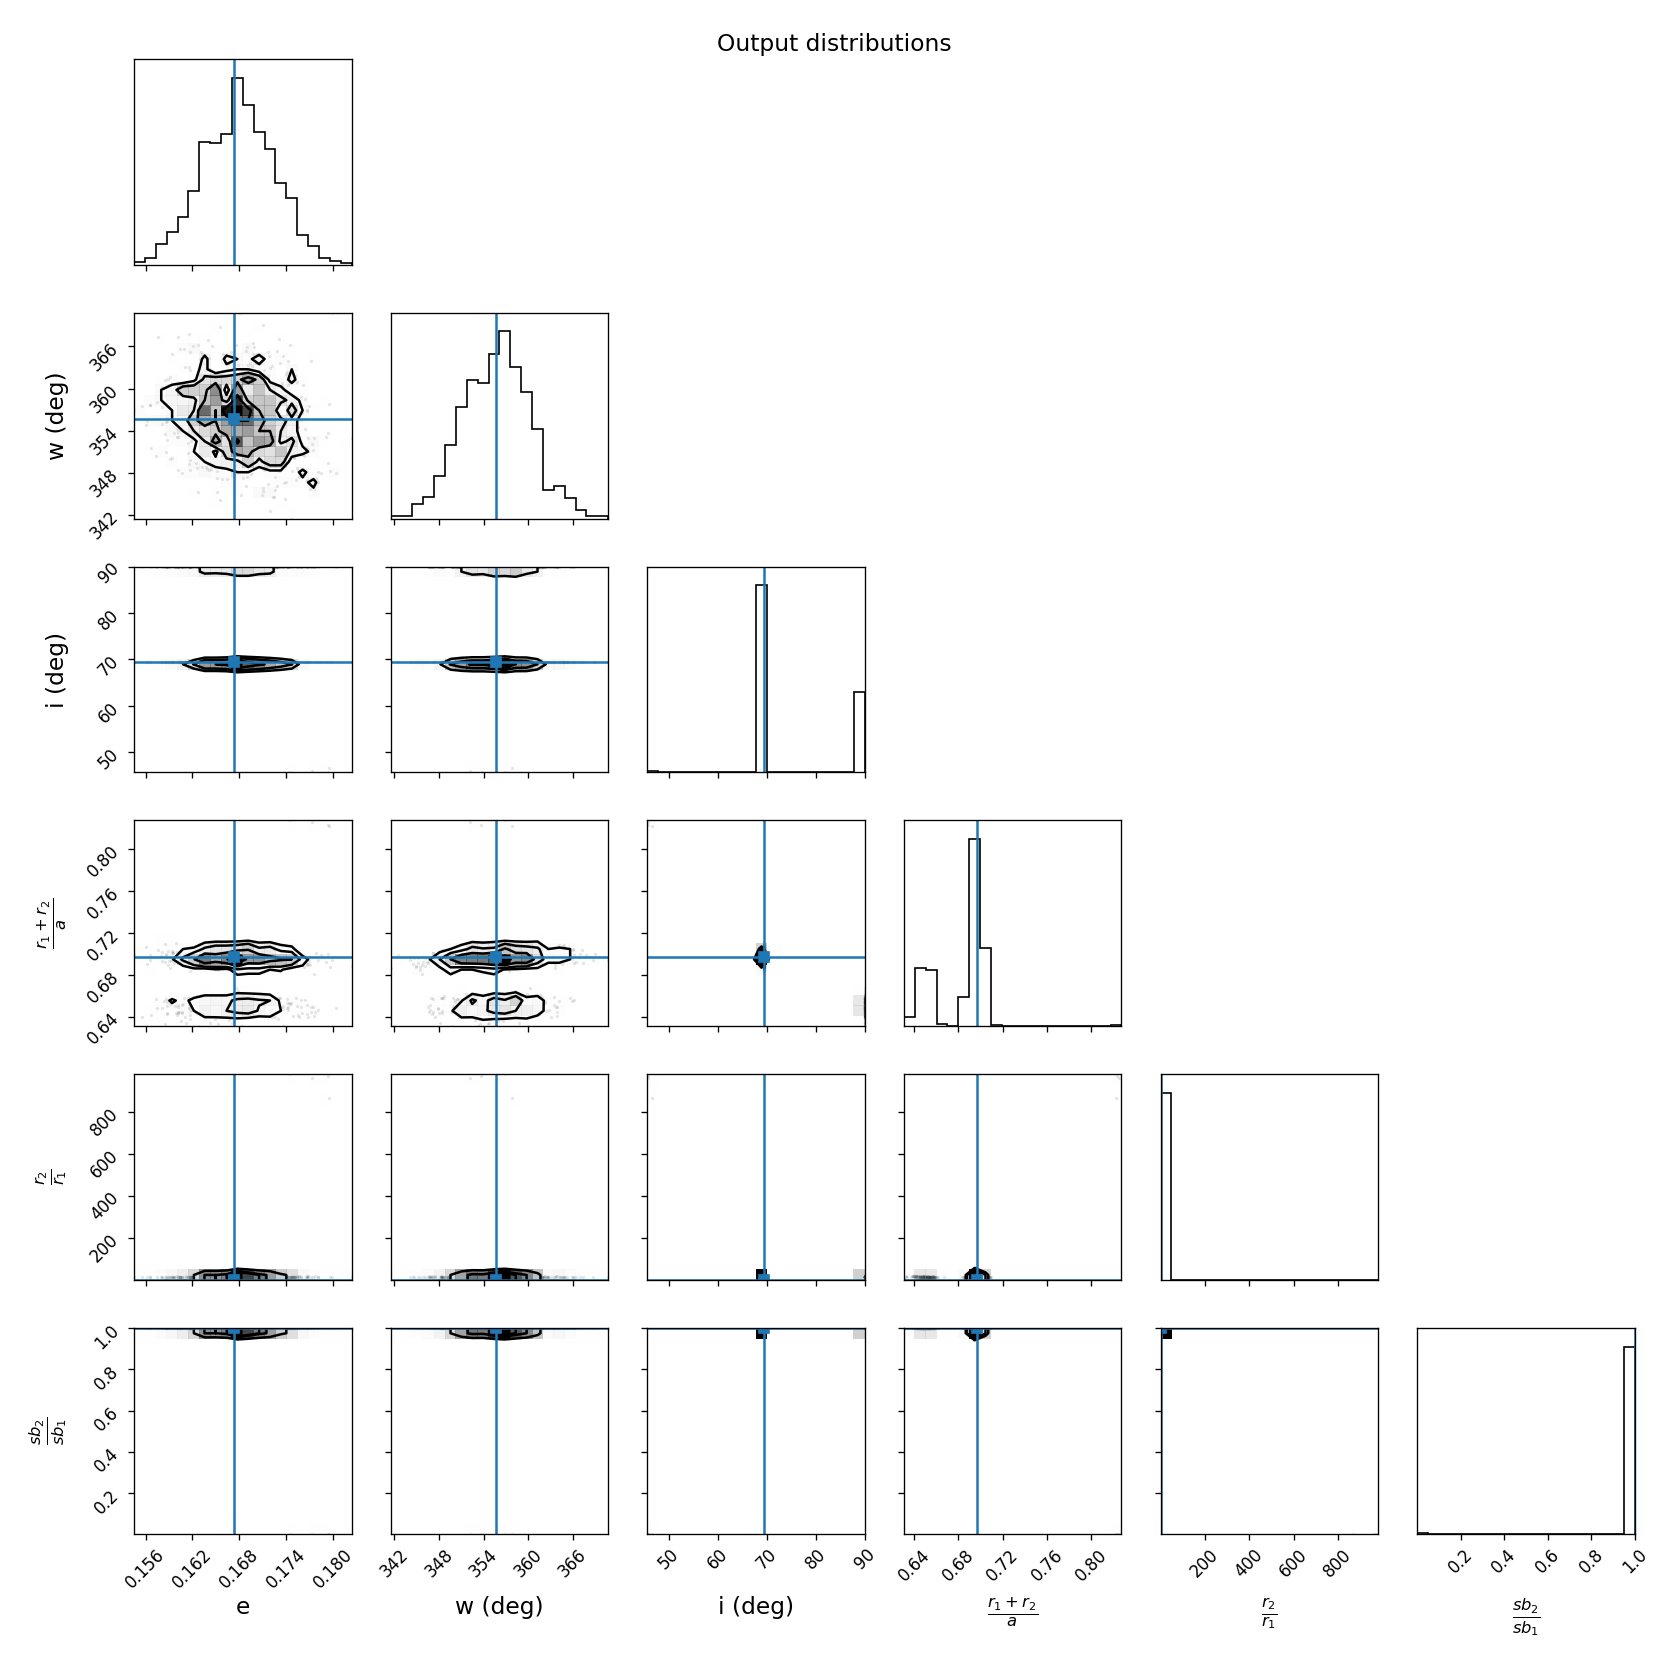 Output distributions
w (deg)
366
360
354
348
342
i (deg)
90
80
70
60
50
r₁ + r₂
a
0.80
0.76
0.72
0.68
0.64
r₂
r₁
800
600
400
200
sb₂
sb₁
1.0
0.8
0.6
0.4
0.2
0.156 0.162 0.168 0.174 0.180 342 348 354 360 366 50 60 70 80 90 0.64 0.68 0.72 0.76 0.80 200 400 600 800 0.2 0.4 0.6 0.8 1.0
e w (deg) i (deg)
r₁ + r₂ r₂ sb₂
a r₁ sb₁